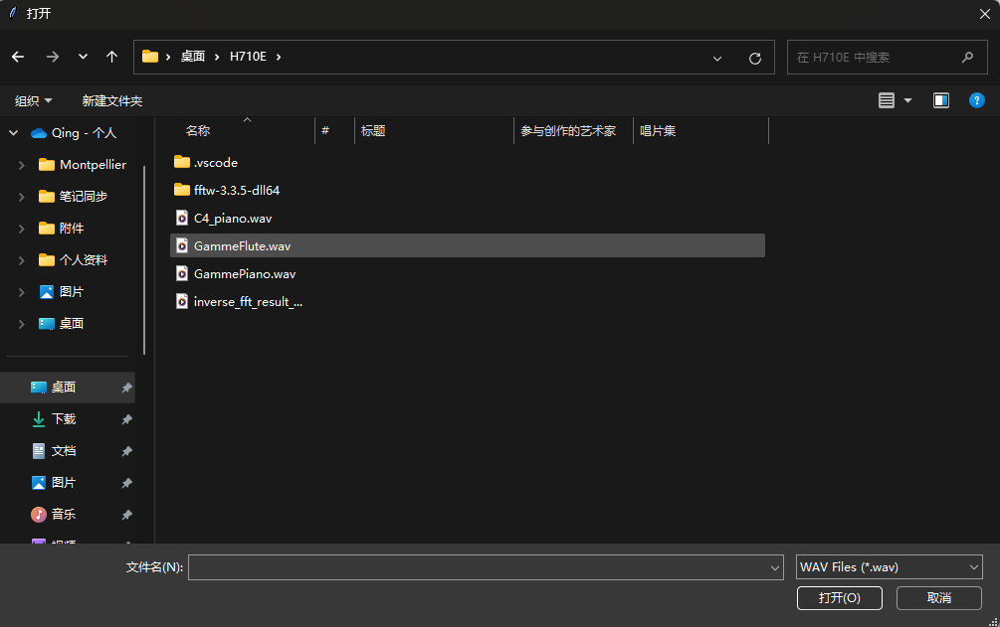 打开
桌面 H710E
在 H710E 中搜索
组织 新建文件夹
Qing - 个人
Montpellier
笔记同步
附件
个人资料
图片
桌面
桌面
下载
文档
图片
音乐
名称 # 标题 参与创作的艺术家 唱片集
.vscode
fftw-3.3.5-dll64
C4_piano.wav
GammeFlute.wav
GammePiano.wav
inverse_fft_result_...
文件名(N):
WAV Files (*.wav)
打开(O) 取消